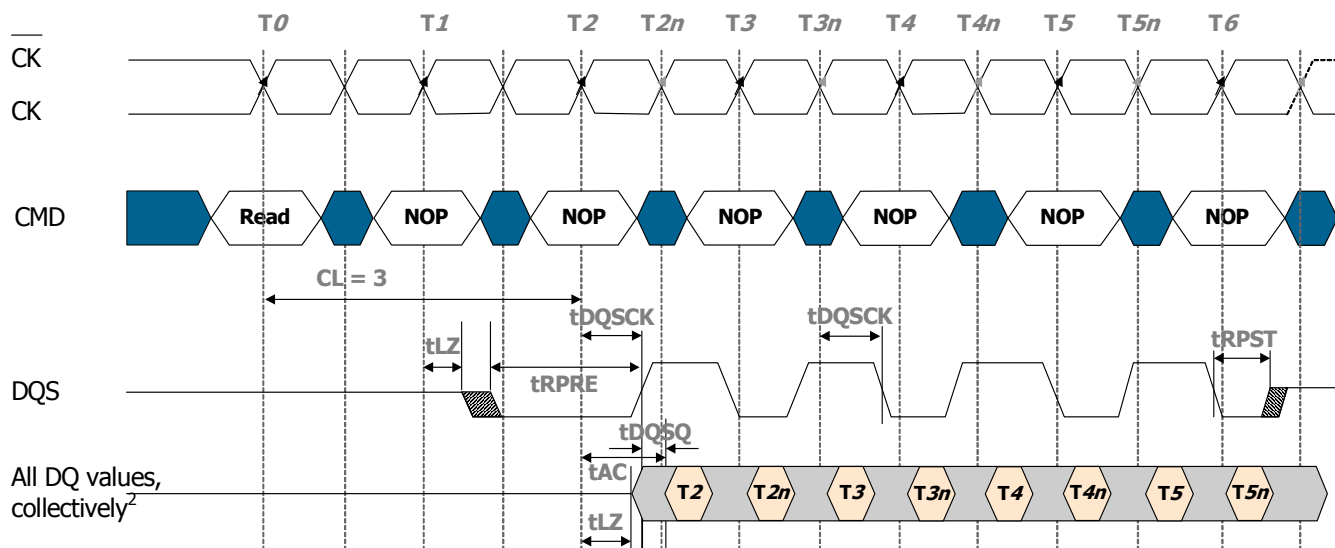 T0 T1 T2 T2n T3 T3n T4 T4n T5 T5n T6
CK
CK
CMD Read NOP NOP NOP NOP NOP NOP
CL = 3
tDQSCK tDQSCK
tLZ tRPST
tRPRE
DQS
tDQSQ
tAC
All DQ values,
collectively2
T2 T2n T3 T3n T4 T4n T5 T5n
tLZ